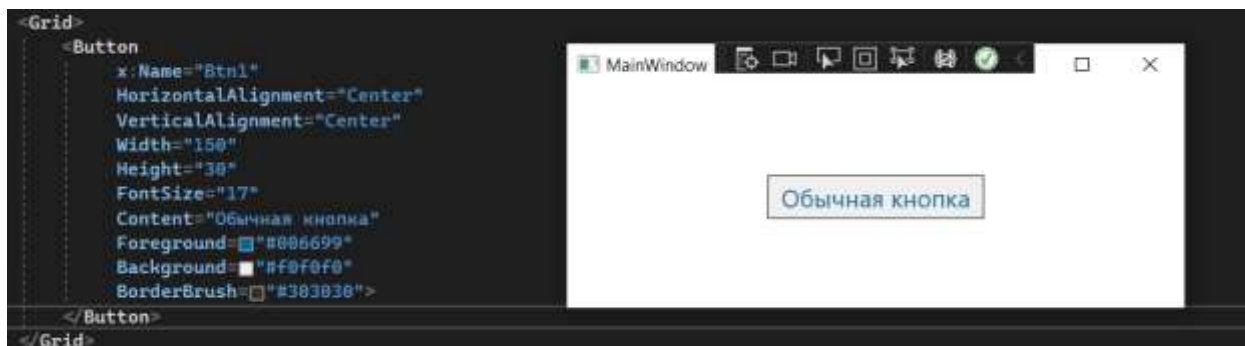 <Grid>
<Button
x:Name="Btn1"
HorizontalAlignment="Center"
VerticalAlignment="Center"
Width="150"
Height="30"
FontSize="17"
Content="Обычная кнопка"
Foreground="#006699"
Background="#f0f0f0"
BorderBrush="#303030">
</Button>
</Grid>
MainWindow
Обычная кнопка